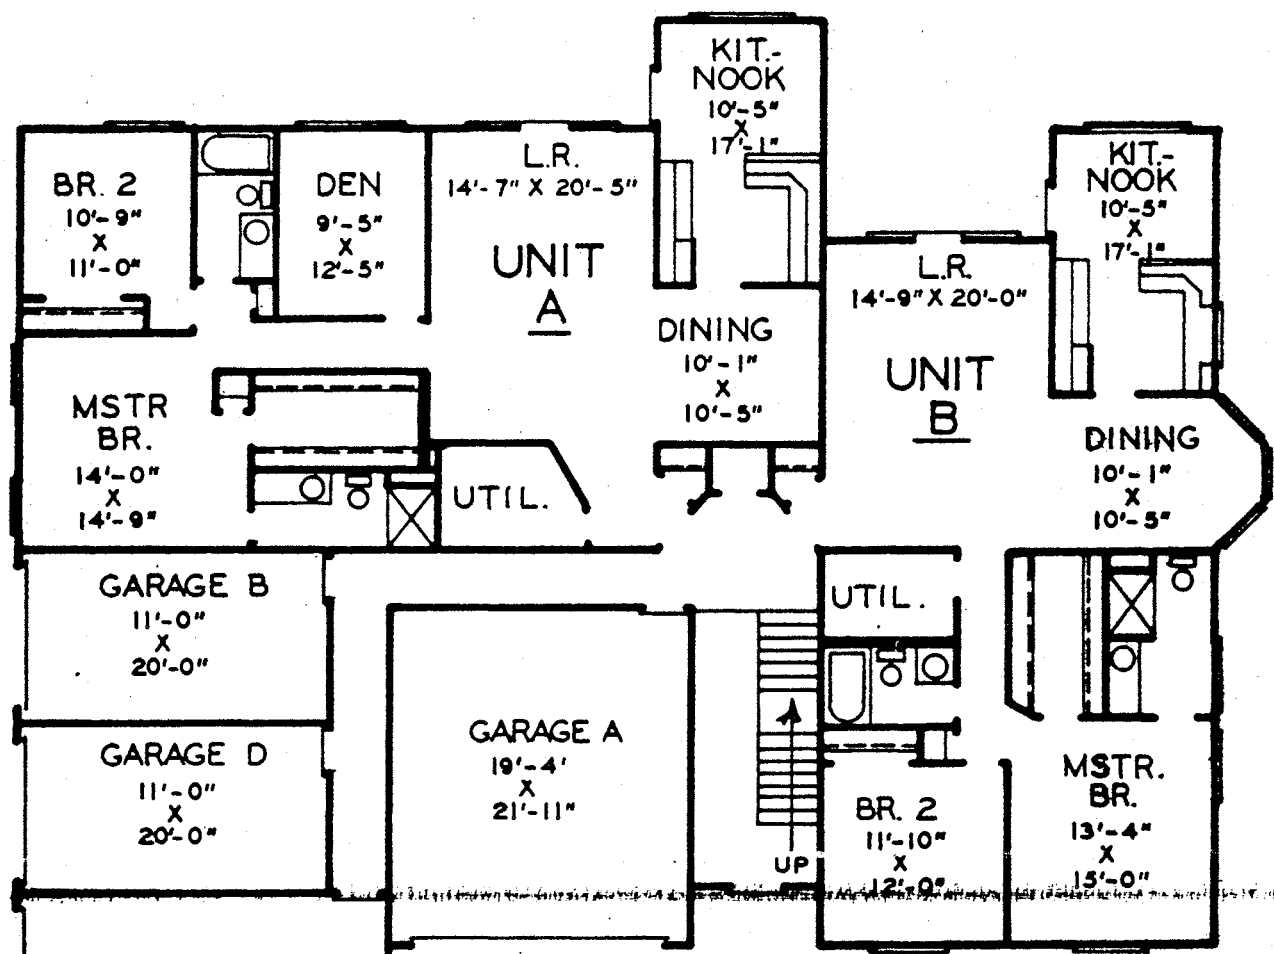 KIT.-
NOOK
10'-5"
X
17'-1"
BR. 2
10'-9"
X
11'-0"
DEN
9'-5"
X
12'-5"
L.R.
14'-7" X 20'-5"
UNIT
A
DINING
10'-1"
X
10'-5"
KIT.-
NOOK
10'-5"
X
17'-1"
L.R.
14'-9" X 20'-0"
UNIT
B
DINING
10'-1"
X
10'-5"
MSTR
BR.
14'-0"
X
14'-9"
UTIL.
GARAGE B
11'-0"
X
20'-0"
GARAGE D
11'-0"
X
20'-0"
GARAGE A
19'-4'
X
21'-11"
UP
UTIL.
BR. 2
11'-10"
X
12'-0"
MSTR.
BR.
13'-4"
X
15'-0"